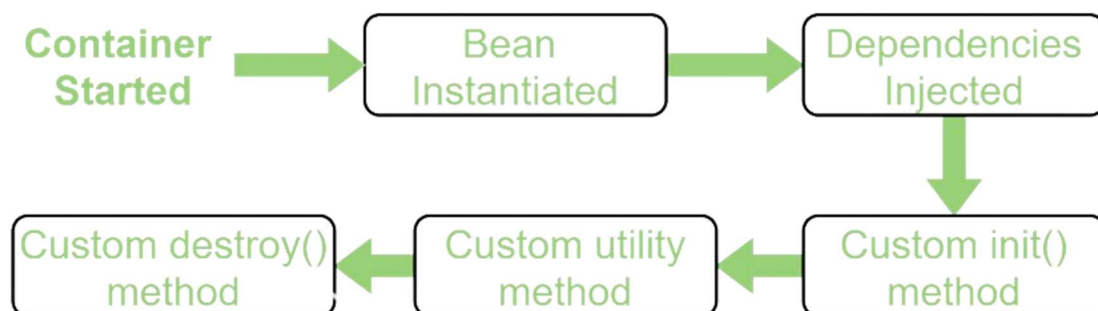 Container
Started
Bean
Instantiated
Dependencies
Injected
Custom init()
method
Custom utility
method
Custom destroy()
method